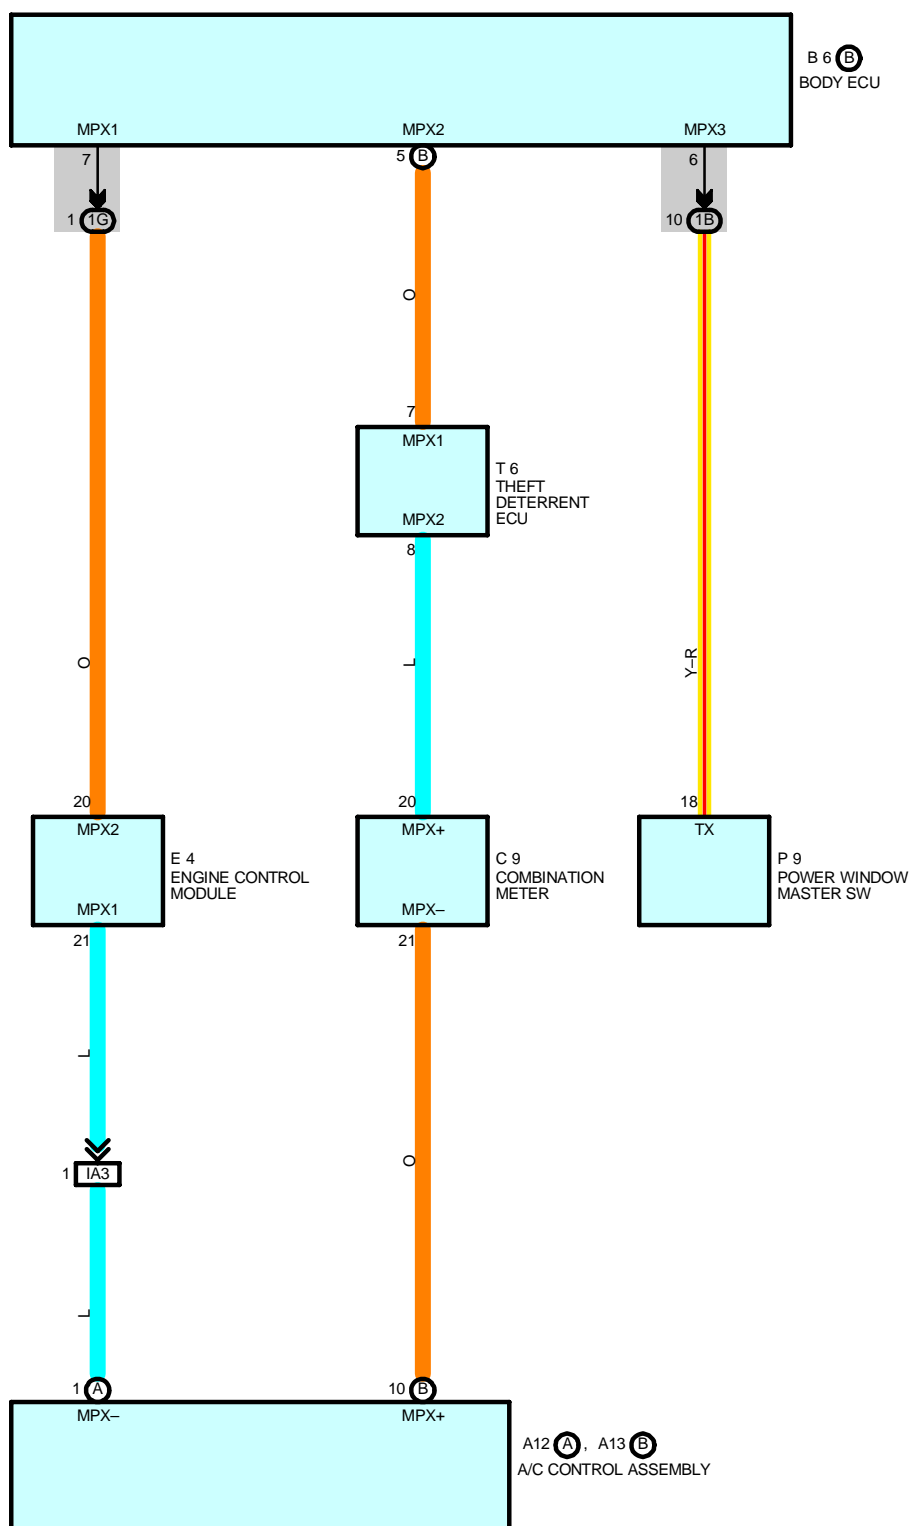 B 6 B
BODY ECU
MPX1 MPX2 MPX3
7 5 B 6
1 1G 10 1B
O
7
MPX1
T 6
THEFT
DETERRENT
ECU
MPX2
8
O L Y–R
20 20 18
MPX2 MPX+ TX
E 4
ENGINE CONTROL
MODULE
C 9
COMBINATION
METER
P 9
POWER WINDOW
MASTER SW
MPX1 MPX–
21 21
L
O
1 IA3
L
1 A 10 B
MPX– MPX+
A12 A , A13 B
A/C CONTROL ASSEMBLY